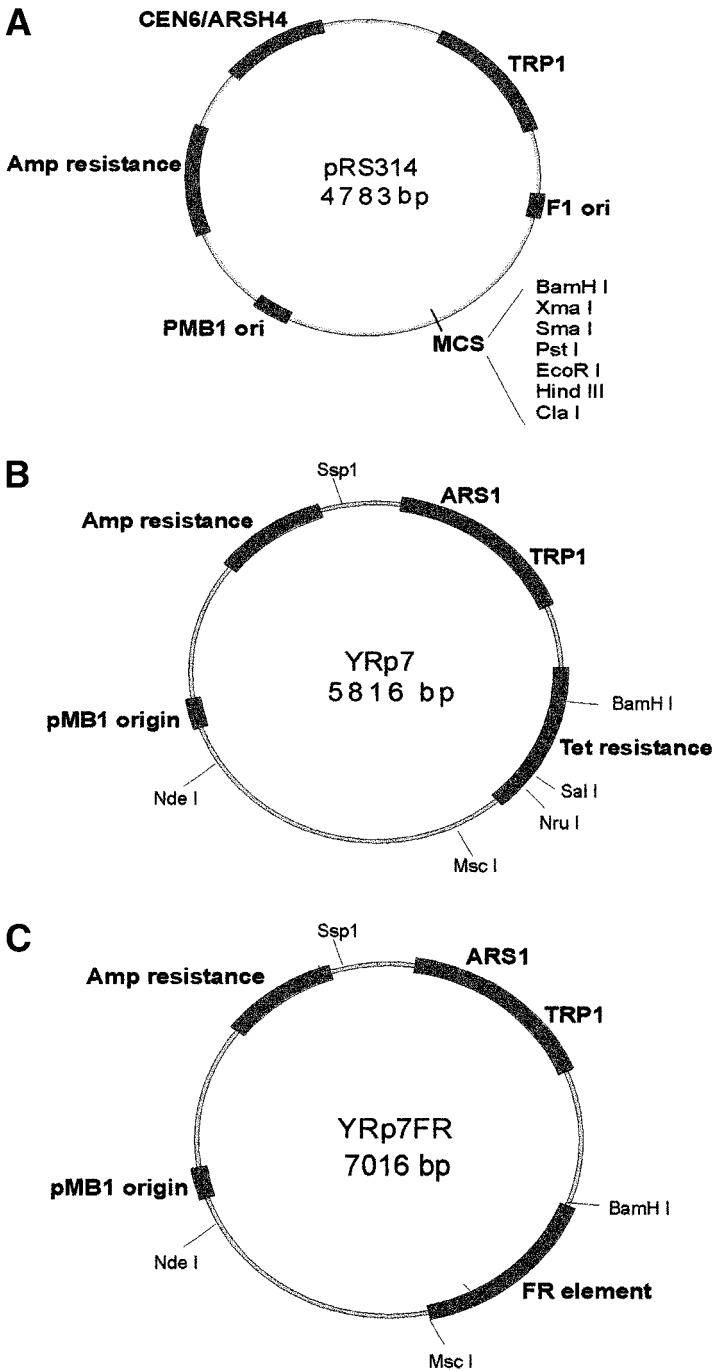 A
CEN6/ARSH4
TRP1
Amp resistance
pRS314
4783bp
F1 ori
BamH I
Xma I
Sma I
Pst I
EcoR I
Hind III
Cla I
PMB1 ori
MCS
B
Ssp1
ARS1
Amp resistance
TRP1
YRp7
5816 bp
BamH I
pMB1 origin
Tet resistance
Nde I
Sal I
Nru I
Msc I
C
Ssp1
ARS1
Amp resistance
TRP1
YRp7FR
7016 bp
pMB1 origin
BamH I
Nde I
FR element
Msc I